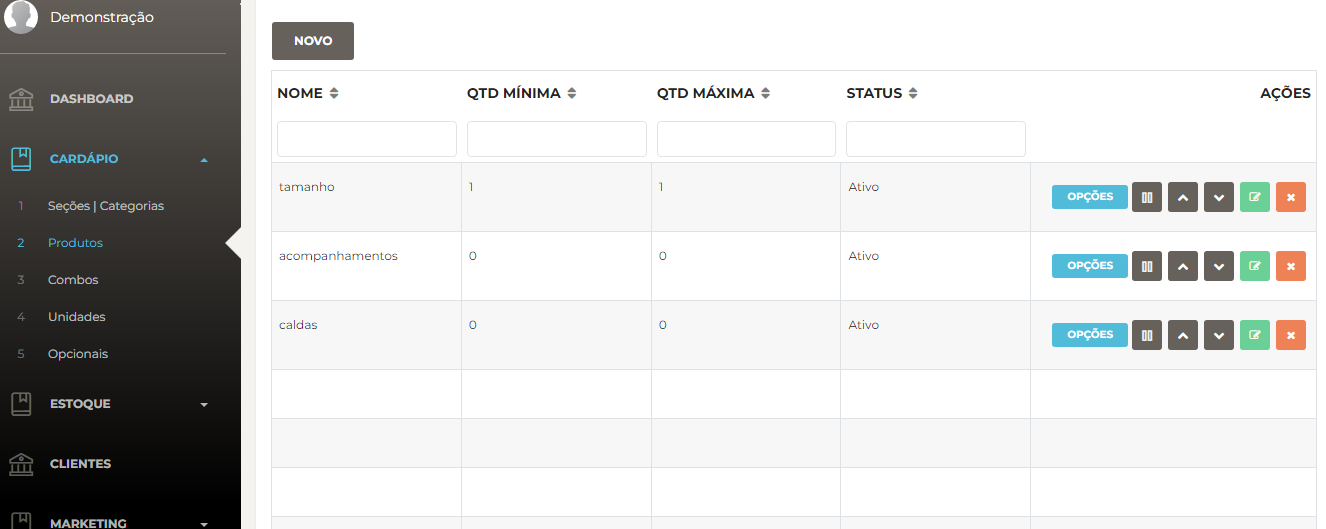 Demonstração
DASHBOARD
CARDÁPIO
1 Seções | Categorias
2 Produtos
3 Combos
4 Unidades
5 Opcionais
ESTOQUE
CLIENTES
MARKETING
NOVO
NOME QTD MÍNIMA QTD MÁXIMA STATUS AÇÕES
tamanho 1 1 Ativo OPÇÕES
acompanhamentos 0 0 Ativo OPÇÕES
caldas 0 0 Ativo OPÇÕES